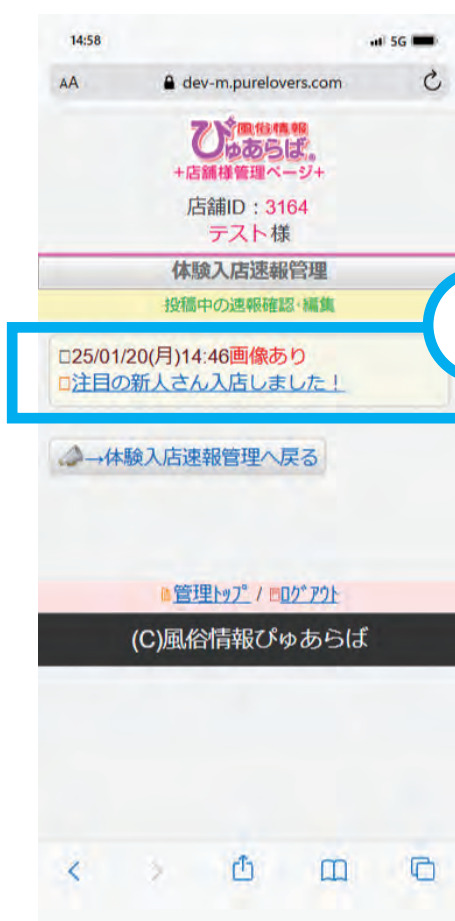 14:58
5G
AA
dev-m.purelovers.com
風俗情報
ぴゅあらば。
+店舗様管理ページ+
店舗ID：3164
テスト様
体験入店速報管理
投稿中の速報確認・編集
□25/01/20(月)14:46画像あり
□注目の新人さん入店しました！
→体験入店速報管理へ戻る
管理ﾄｯﾌﾟ / ﾛｸﾞｱｳﾄ
(C)風俗情報ぴゅあらば